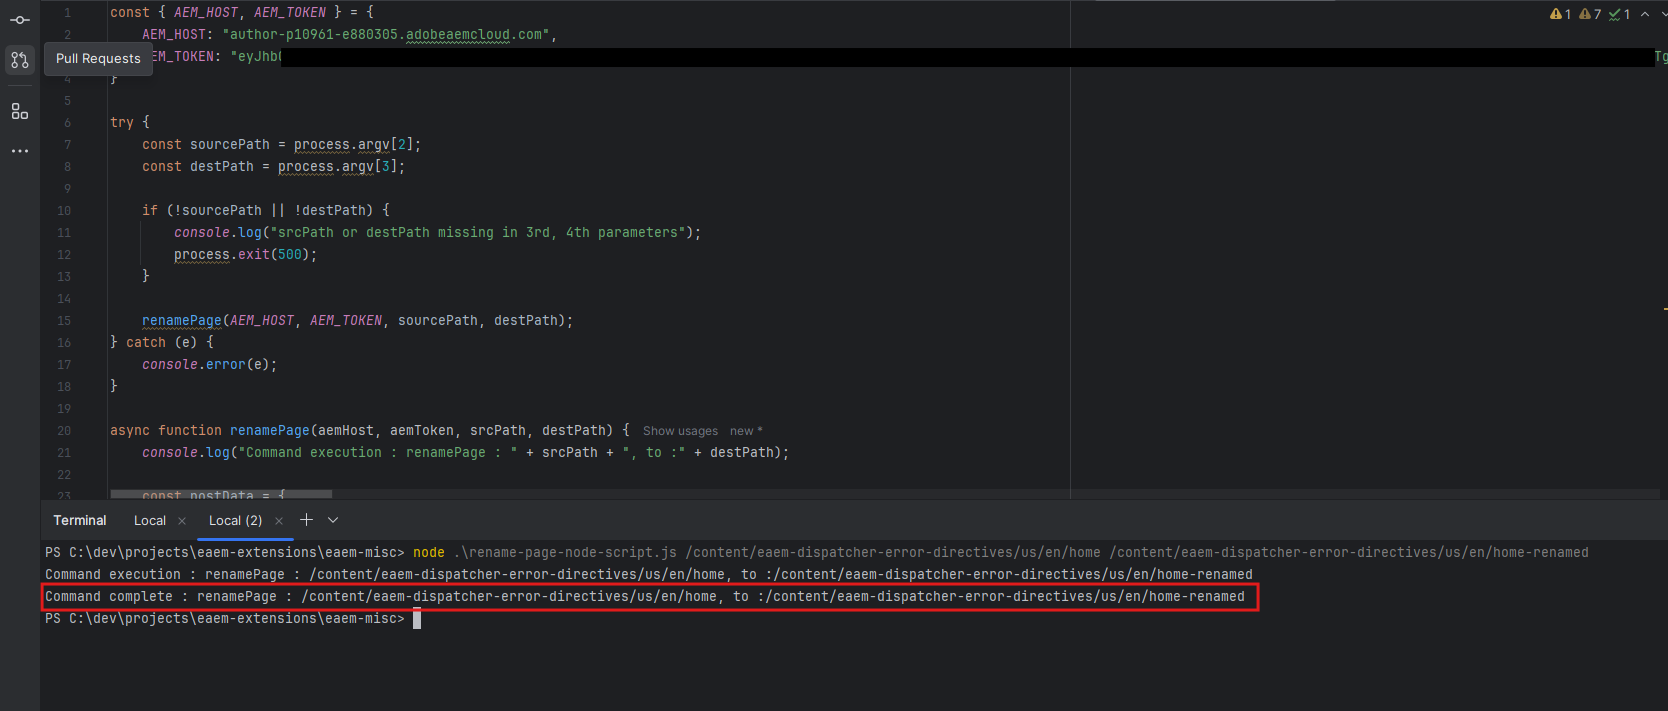 1 const { AEM_HOST, AEM_TOKEN } = {
2 AEM_HOST: "author-p10961-e880305.adobeaemcloud.com",
EM_TOKEN: "eyJhb Tg
Pull Requests
4 }
5
6 try {
7 const sourcePath = process.argv[2];
8 const destPath = process.argv[3];
9
10 if (!sourcePath || !destPath) {
11 console.log("srcPath or destPath missing in 3rd, 4th parameters");
12 process.exit(500);
13 }
14
15 renamePage(AEM_HOST, AEM_TOKEN, sourcePath, destPath);
16 } catch (e) {
17 console.error(e);
18 }
19
20 async function renamePage(aemHost, aemToken, srcPath, destPath) { Show usages new *
21 console.log("Command execution : renamePage : " + srcPath + ", to :" + destPath);
22
23 const postData = {
1 7 1
Terminal Local × Local (2) ×
PS C:\dev\projects\eaem-extensions\eaem-misc> node .\rename-page-node-script.js /content/eaem-dispatcher-error-directives/us/en/home /content/eaem-dispatcher-error-directives/us/en/home-renamed
Command execution : renamePage : /content/eaem-dispatcher-error-directives/us/en/home, to :/content/eaem-dispatcher-error-directives/us/en/home-renamed
Command complete : renamePage : /content/eaem-dispatcher-error-directives/us/en/home, to :/content/eaem-dispatcher-error-directives/us/en/home-renamed
PS C:\dev\projects\eaem-extensions\eaem-misc>